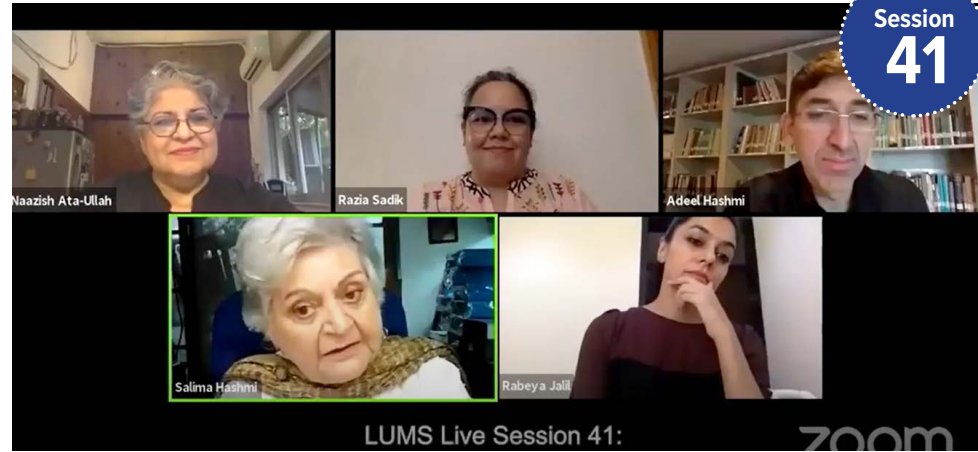 Session
41
Naazish Ata-Ullah
Razia Sadik
Adeel Hashmi
Salima Hashmi
Rabeya Jalil
LUMS Live Session 41:
zoom